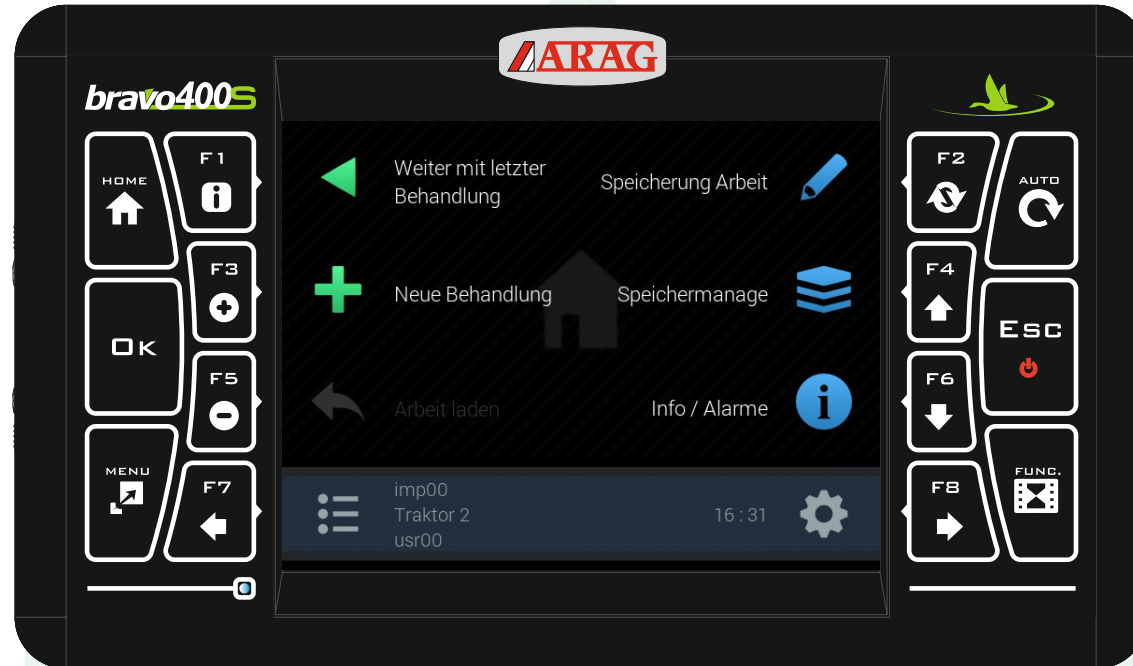 ARAG
bravo400S
HOME
F1
F3
OK
F5
MENU
F7
Weiter mit letzter
Behandlung
Speicherung Arbeit
Neue Behandlung
Speichermanage
Arbeit laden
Info / Alarme
imp00
Traktor 2
usr00
16 : 31
F2
AUTO
F4
ESC
F6
FUNC.
F8